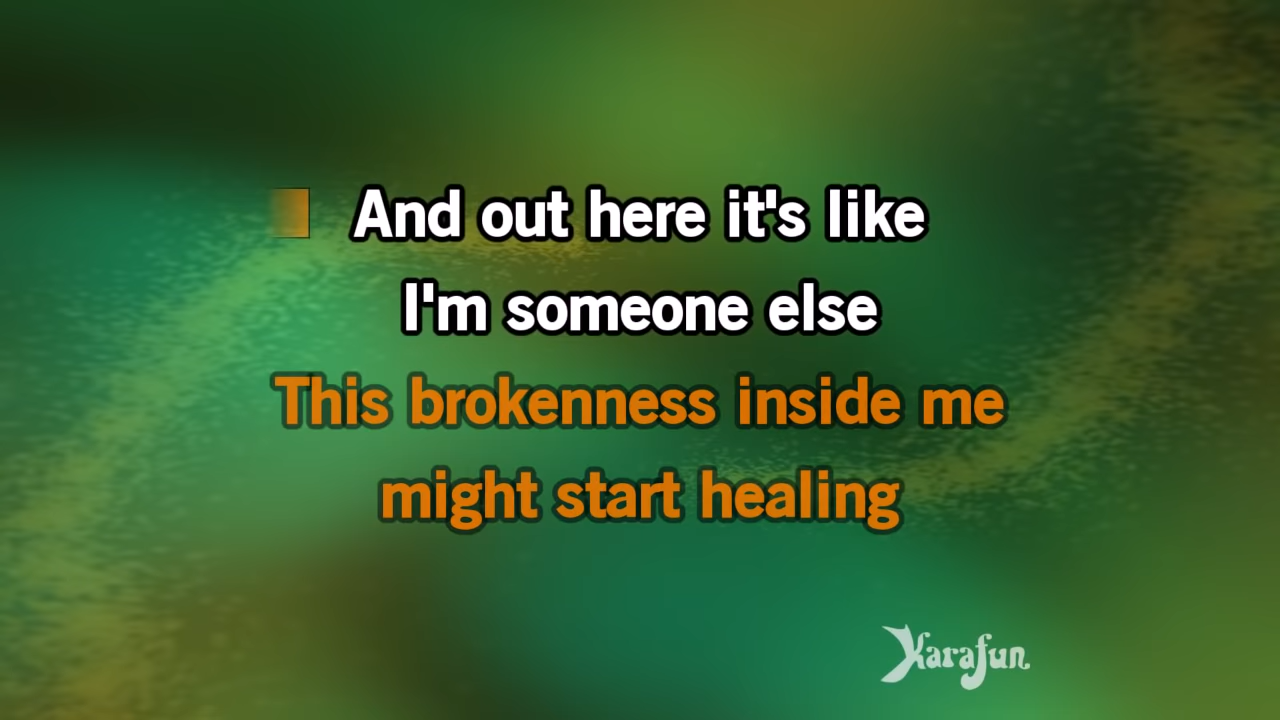 And out here it's like
I'm someone else
This brokenness inside me
might start healing
Karafun